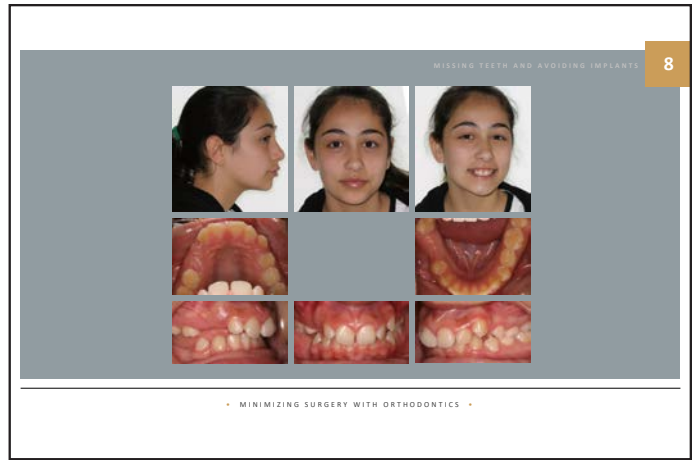 MISSING TEETH AND AVOIDING IMPLANTS
8
• MINIMIZING SURGERY WITH ORTHODONTICS •